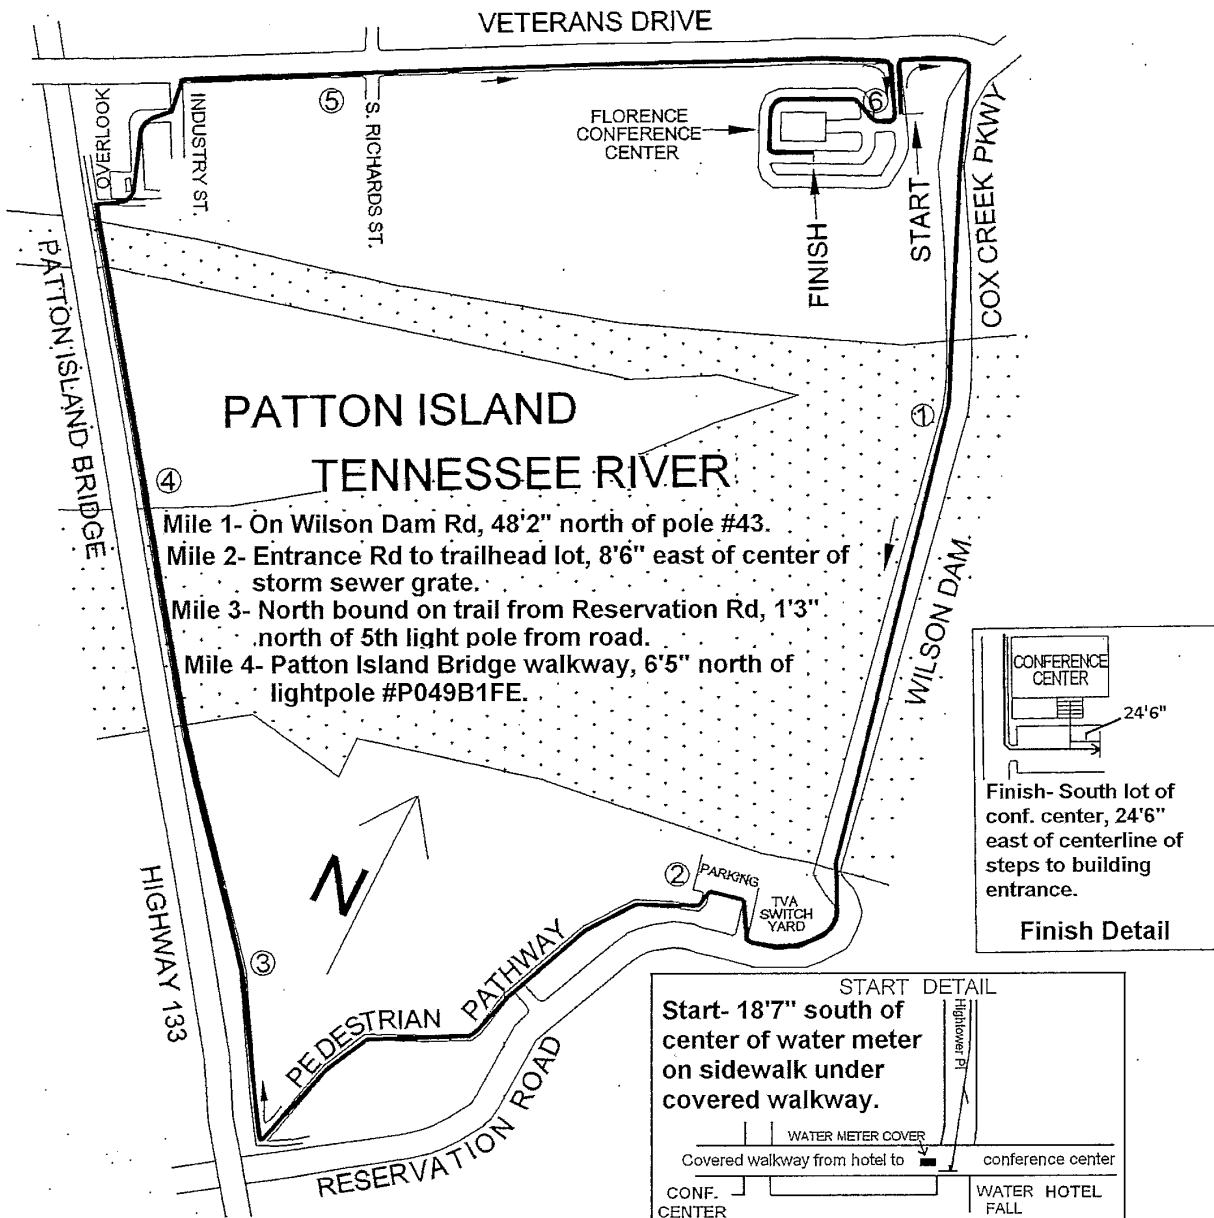 VETERANS DRIVE
OVERLOOK
INDUSTRY ST.
5
S. RICHARDS ST.
FLORENCE
CONFERENCE
CENTER
6
FINISH
START
COX CREEK PKWY
PATTON ISLAND BRIDGE
PATTON ISLAND
1
4
TENNESSEE RIVER
Mile 1- On Wilson Dam Rd, 48'2" north of pole #43.
Mile 2- Entrance Rd to trailhead lot, 8'6" east of center of
storm sewer grate.
Mile 3- North bound on trail from Reservation Rd, 1'3"
north of 5th light pole from road.
Mile 4- Patton Island Bridge walkway, 6'5" north of
lightpole #P049B1FE.
WILSON DAM
CONFERENCE
CENTER
24'6"
Finish- South lot of
conf. center, 24'6"
east of centerline of
steps to building
entrance.
Finish Detail
N
HIGHWAY 133
2
PARKING
TVA
SWITCH
YARD
3
PEDESTRIAN PATHWAY
RESERVATION ROAD
START DETAIL
Start- 18'7" south of
center of water meter
on sidewalk under
covered walkway.
Hightower Pl
WATER METER COVER
Covered walkway from hotel to conference center
CONF.
CENTER
WATER HOTEL
FALL